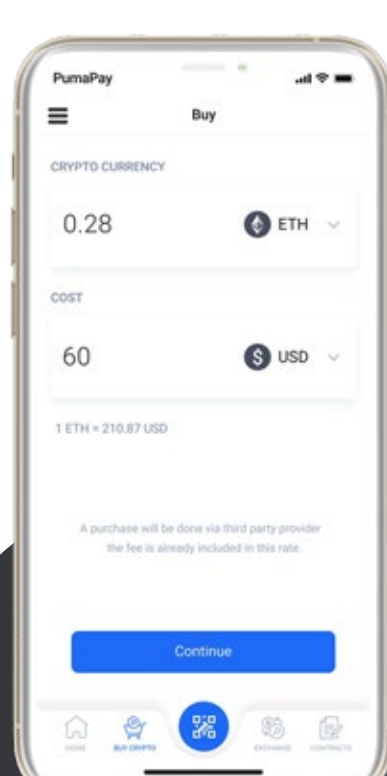 PumaPay
Buy
CRYPTO CURRENCY
0.28 ETH
COST
60 $ USD
1 ETH = 210.87 USD
A purchase will be done via third party provider
the fee is already included in this rate.
Continue
HOME BUY CRYPTO EXCHANGE CONTRACTS